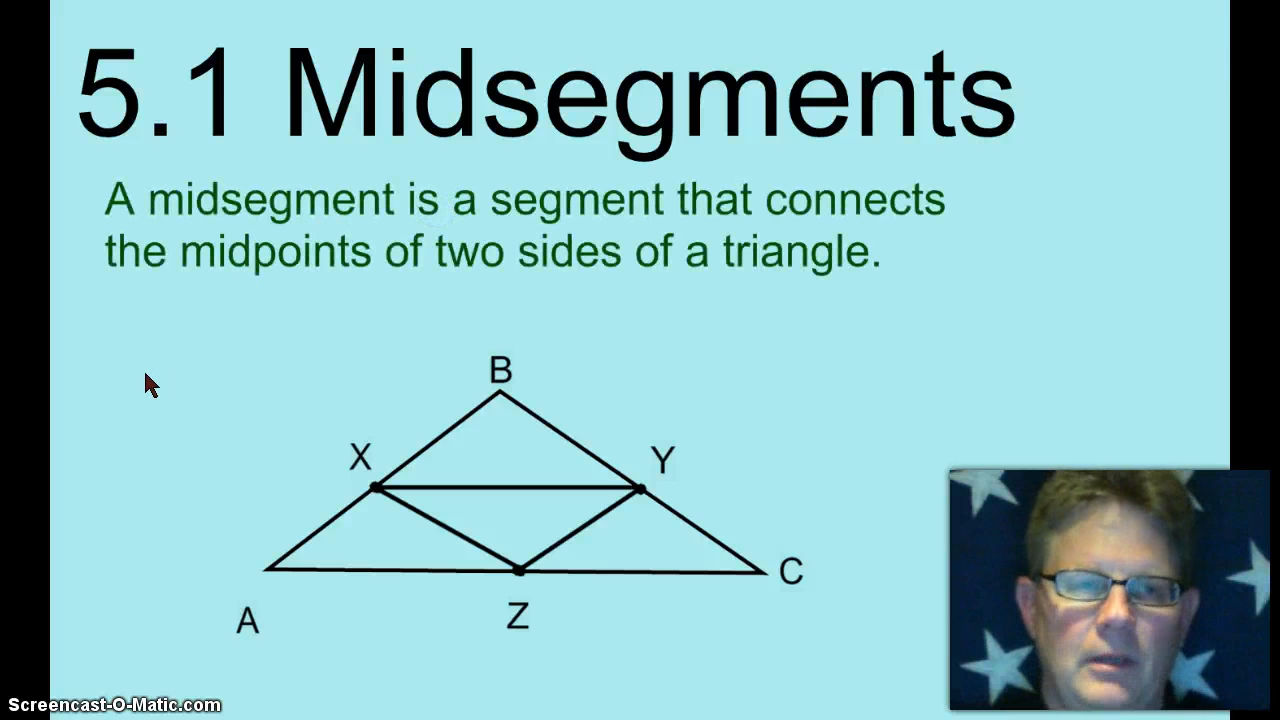 5.1 Midsegments
A midsegment is a segment that connects
the midpoints of two sides of a triangle.
B
X
Y
C
A
Z
Screencast-O-Matic.com